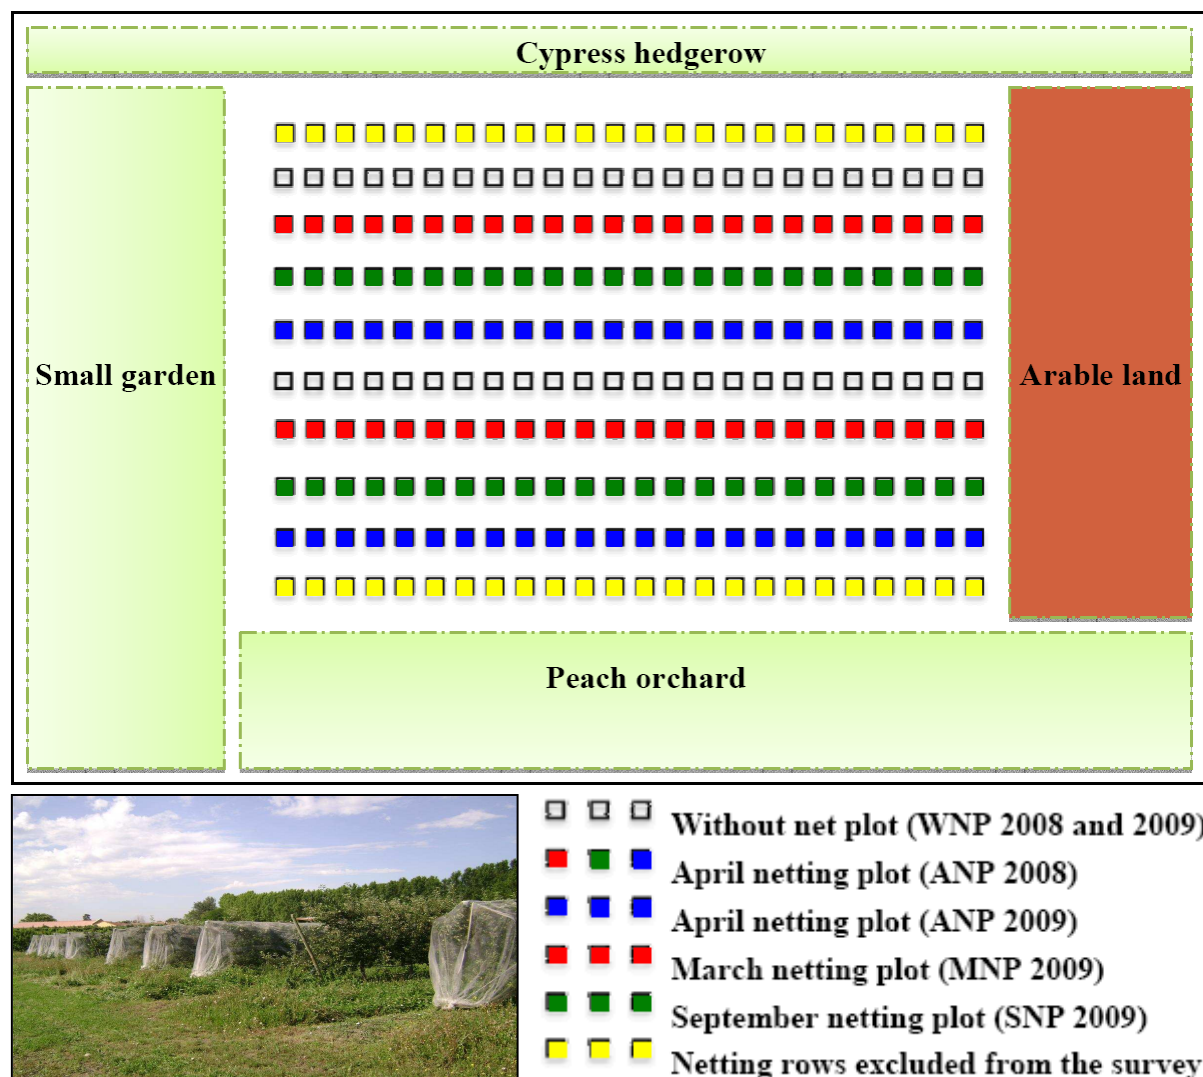 Cypress hedgerow
Small garden
Arable land
Peach orchard
Without net plot (WNP 2008 and 2009)
April netting plot (ANP 2008)
April netting plot (ANP 2009)
March netting plot (MNP 2009)
September netting plot (SNP 2009)
Netting rows excluded from the survey